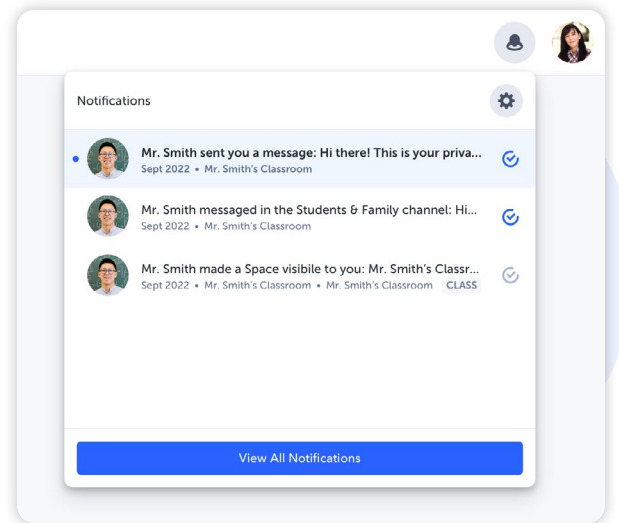 Notifications
Mr. Smith sent you a message: Hi there! This is your priva...
Sept 2022 • Mr. Smith's Classroom
Mr. Smith messaged in the Students & Family channel: Hi...
Sept 2022 • Mr. Smith's Classroom
Mr. Smith made a Space visibile to you: Mr. Smith's Classr...
Sept 2022 • Mr. Smith's Classroom • Mr. Smith's Classroom CLASS
View All Notifications